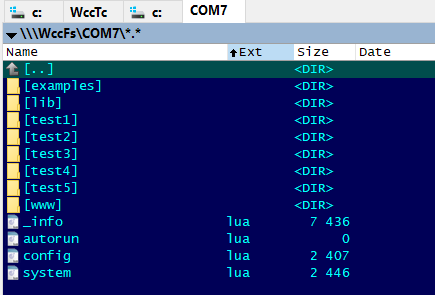 c: WccTc c: COM7
\\\WccFs\COM7\*.*
Name Ext Size Date
[..] <DIR>
[examples] <DIR>
[lib] <DIR>
[test1] <DIR>
[test2] <DIR>
[test3] <DIR>
[test4] <DIR>
[test5] <DIR>
[www] <DIR>
_info lua 7 436
autorun lua 0
config lua 2 407
system lua 2 446